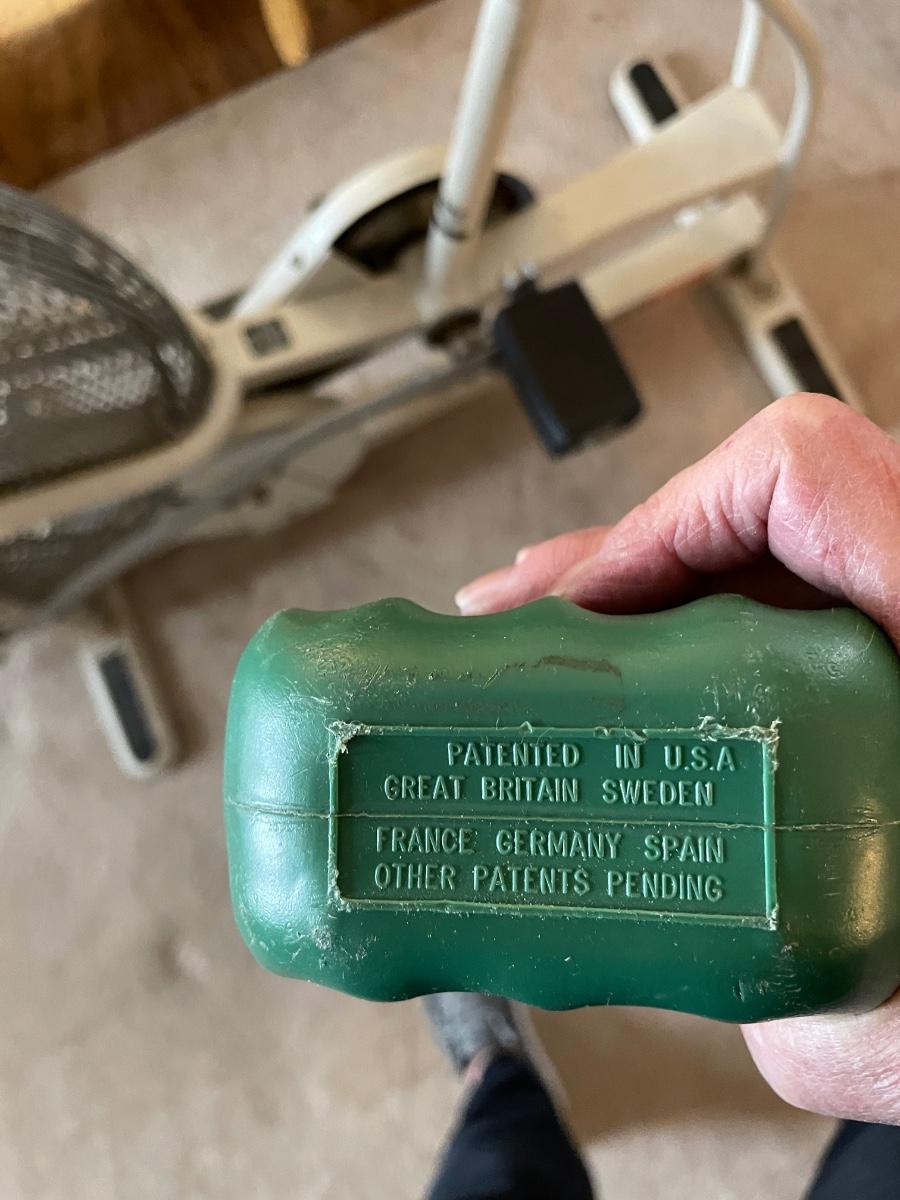 PATENTED IN U.S.A
GREAT BRITAIN SWEDEN
FRANCE GERMANY SPAIN
OTHER PATENTS PENDING